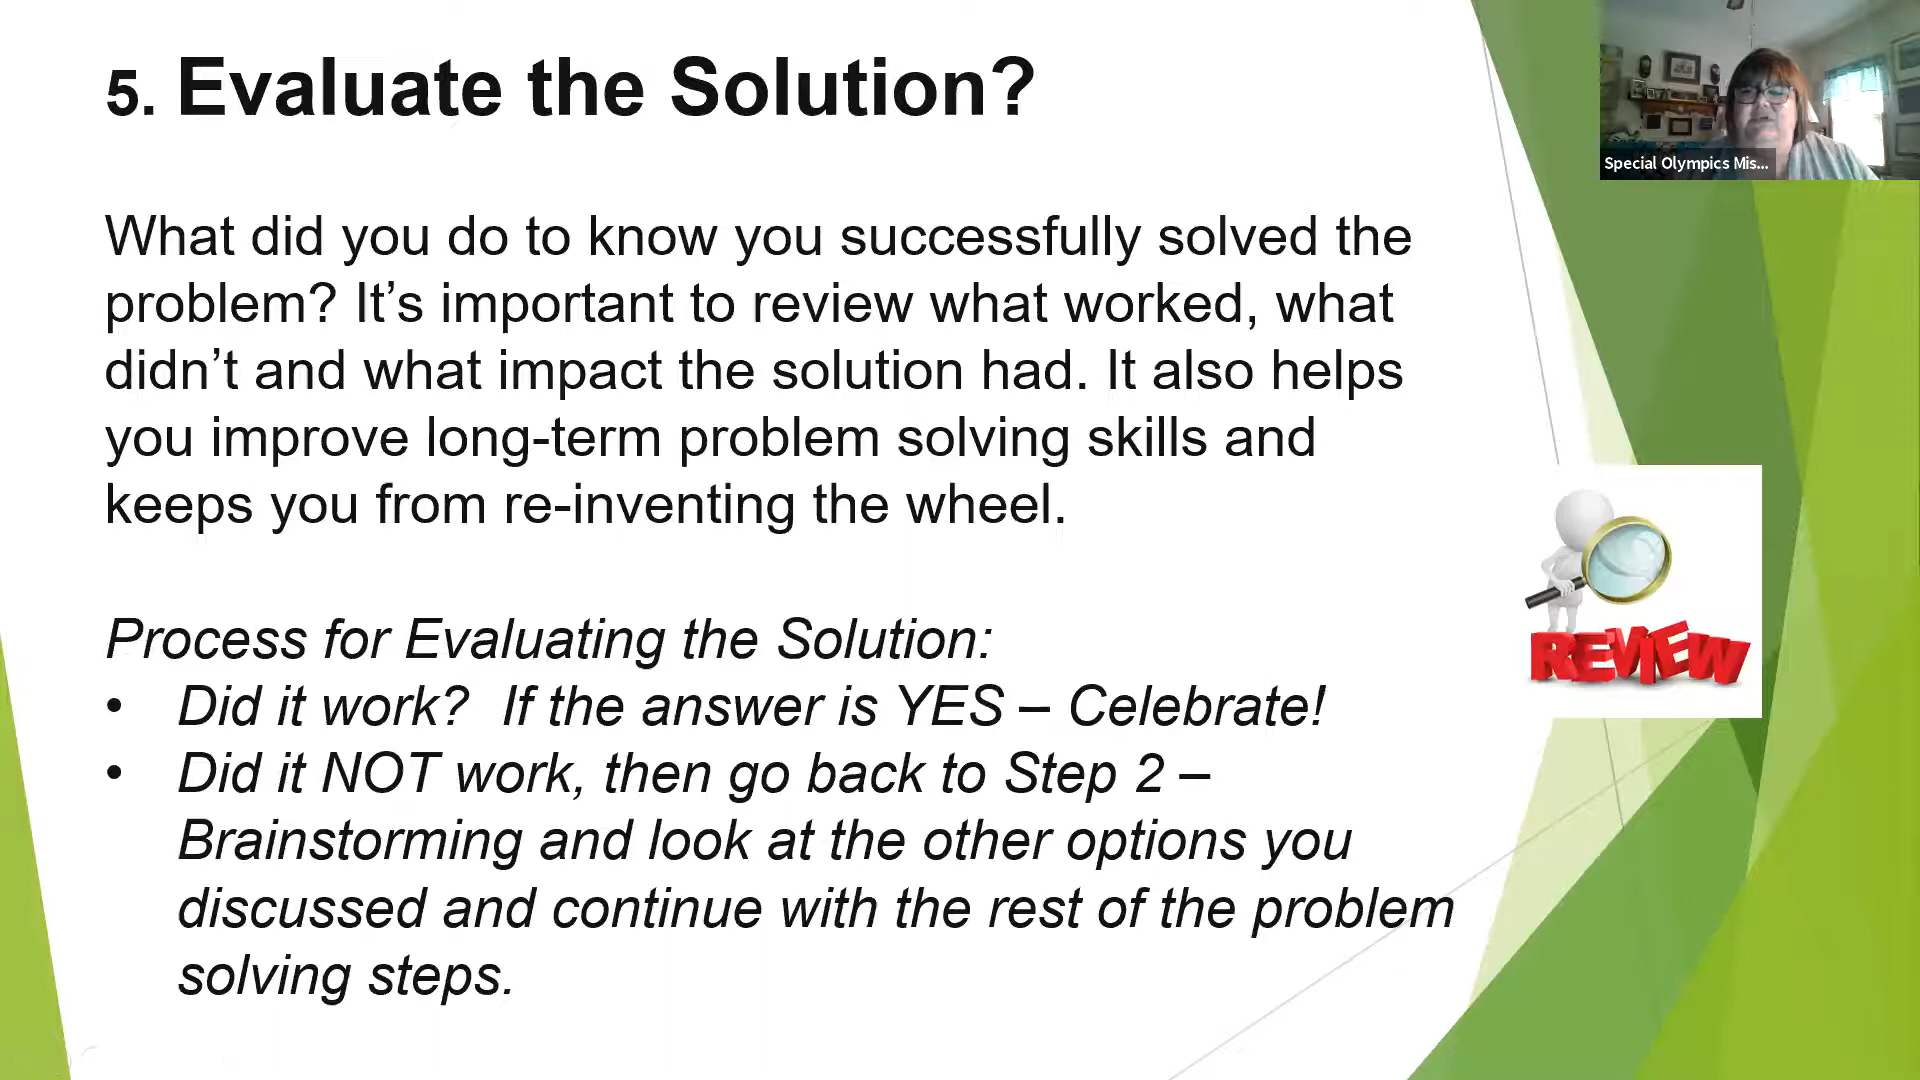 5. Evaluate the Solution?
Special Olympics Mis...
What did you do to know you successfully solved the
problem? It’s important to review what worked, what
didn’t and what impact the solution had. It also helps
you improve long-term problem solving skills and
keeps you from re-inventing the wheel.
REVIEW
Process for Evaluating the Solution:
• Did it work?  If the answer is YES – Celebrate!
• Did it NOT work, then go back to Step 2 –
Brainstorming and look at the other options you
discussed and continue with the rest of the problem
solving steps.